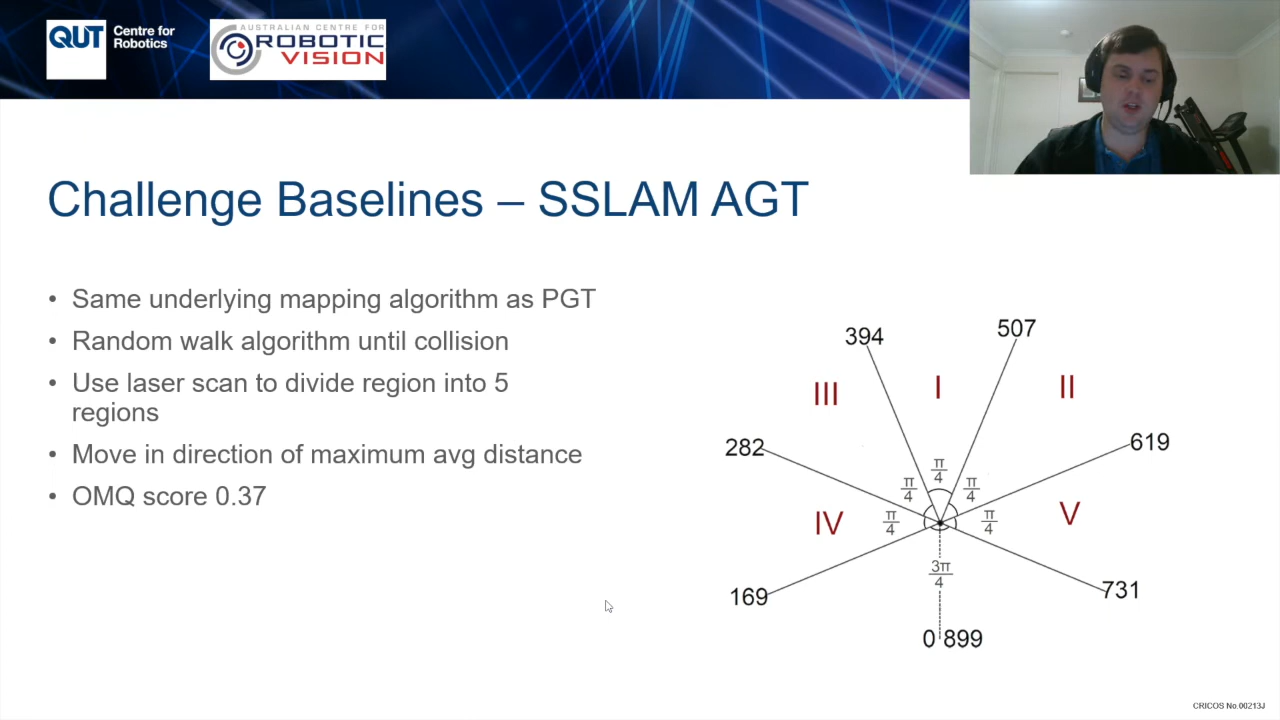 QUT
Centre for
Robotics
AUSTRALIAN CENTRE FOR
ROBOTIC
VISION
Challenge Baselines – SSLAM AGT
• Same underlying mapping algorithm as PGT
• Random walk algorithm until collision
• Use laser scan to divide region into 5
regions
• Move in direction of maximum avg distance
• OMQ score 0.37
394
507
III
I
II
282
619
π
4
π
4
π
4
IV
π
4
π
4
V
3π
4
169
731
0 899
CRICOS No.00213J